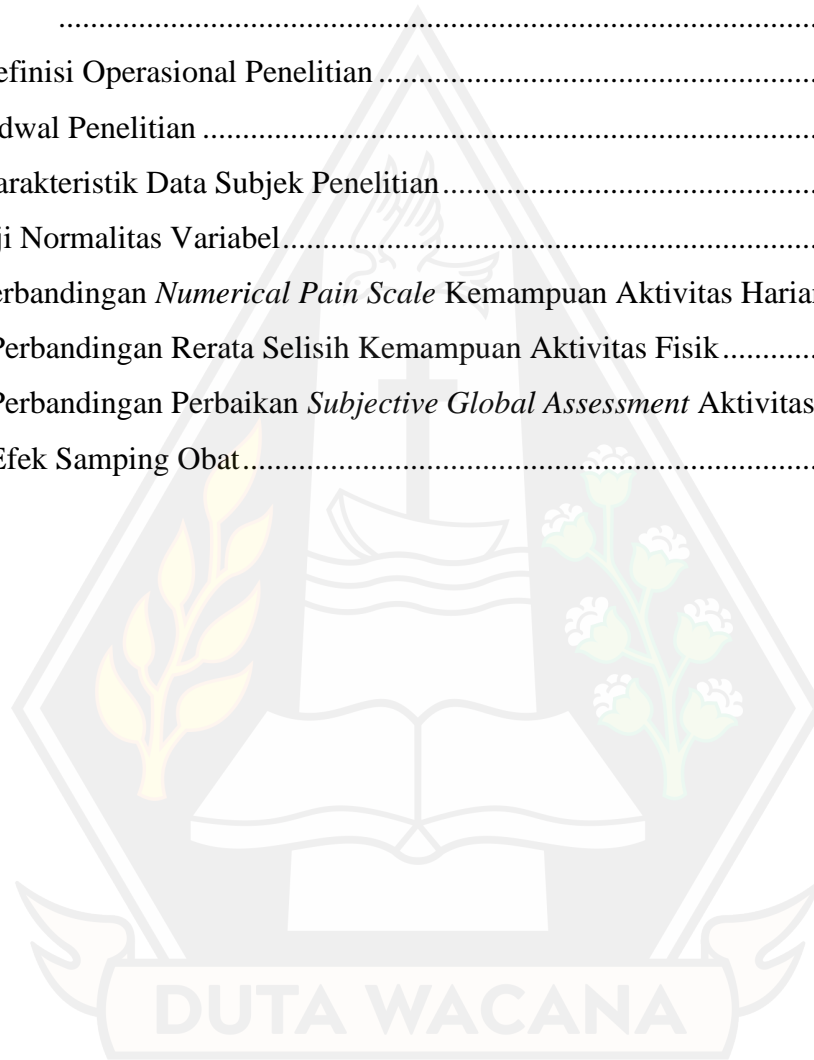 ................................................................................................
efinisi Operasional Penelitian ......................................................
dwal Penelitian ............................................................................
arakteristik Data Subjek Penelitian ..............................................
ji Normalitas Variabel ..................................................................
erbandingan Numerical Pain Scale Kemampuan Aktivitas Harian
Perbandingan Rerata Selisih Kemampuan Aktivitas Fisik ...........
Perbandingan Perbaikan Subjective Global Assessment Aktivitas
Efek Samping Obat .......................................................................
DUTA WACANA